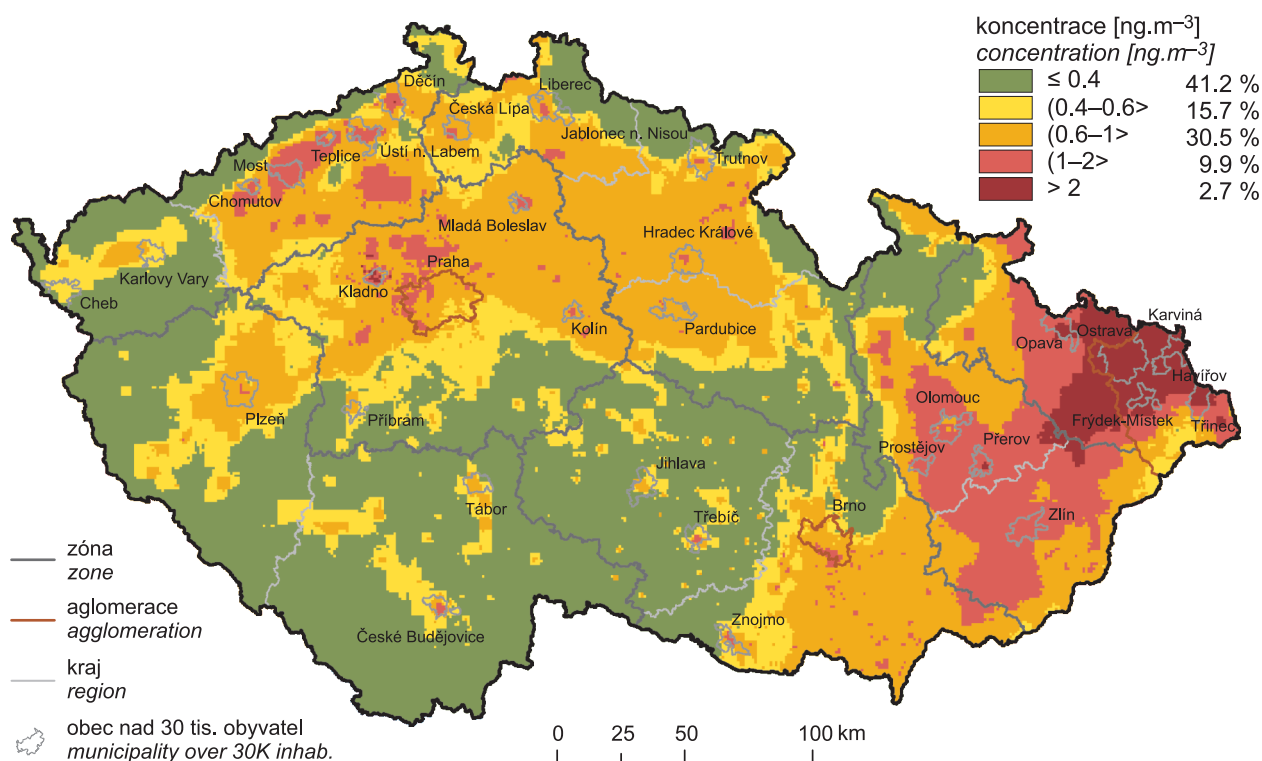 koncentrace [ng.m–3]
concentration [ng.m–3]
≤ 0.4 41.2 %
(0.4–0.6> 15.7 %
(0.6–1> 30.5 %
(1–2> 9.9 %
> 2 2.7 %
Děčín
Liberec
Česká Lípa
Jablonec n. Nisou
Teplice
Ústí n. Labem
Trutnov
Most
Chomutov
Mladá Boleslav
Hradec Králové
Praha
Karlovy Vary
Kladno
Cheb
Kolín
Pardubice
Karviná
Ostrava
Opava
Havířov
Olomouc
Plzeň
Příbram
Frýdek-Místek
Třinec
Přerov
Prostějov
Jihlava
Tábor
Brno
Třebíč
Zlín
Znojmo
České Budějovice
zóna
zone
aglomerace
agglomeration
kraj
region
obec nad 30 tis. obyvatel
municipality over 30K inhab.
0 25 50 100 km